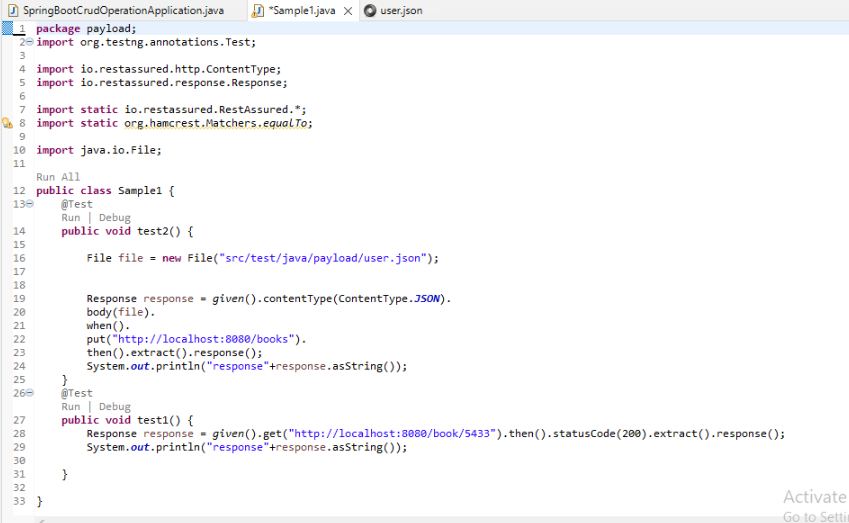 SpringBootCrudOperationApplication.java *Sample1.java user.json
1 package payload;
2 import org.testng.annotations.Test;
3
4 import io.restassured.http.ContentType;
5 import io.restassured.response.Response;
6
7 import static io.restassured.RestAssured.*;
8 import static org.hamcrest.Matchers.equalTo;
9
10 import java.io.File;
11
Run All
12 public class Sample1 {
13 @Test
Run | Debug
14 public void test2() {
15
16 File file = new File("src/test/java/payload/user.json");
17
18
19 Response response = given().contentType(ContentType.JSON).
20 body(file).
21 when().
22 put("http://localhost:8080/books").
23 then().extract().response();
24 System.out.println("response"+response.asString());
25 }
26 @Test
Run | Debug
27 public void test1() {
28 Response response = given().get("http://localhost:8080/book/5433").then().statusCode(200).extract().response();
29 System.out.println("response"+response.asString());
30
31 }
32
33 }
Activate
Go to Setti